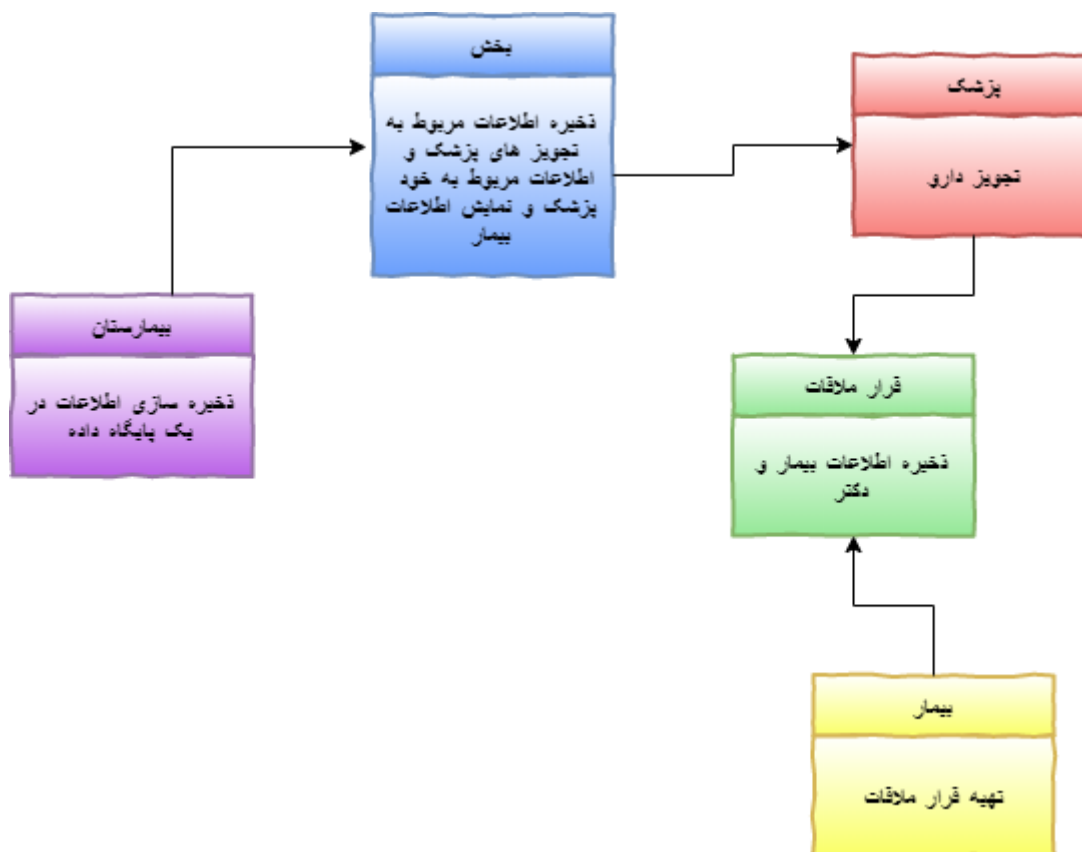 بخش
ذخیره اطلاعات مربوط به
تجویز های پزشک و
اطلاعات مربوط به خود
پزشک و نمایش اطلاعات
بیمار
پزشک
تجویز دارو
بیمارستان
ذخیره سازی اطلاعات در
یک پایگاه داده
قرار ملاقات
ذخیره اطلاعات بیمار و
دکتر
بیمار
تهیه قرار ملاقات